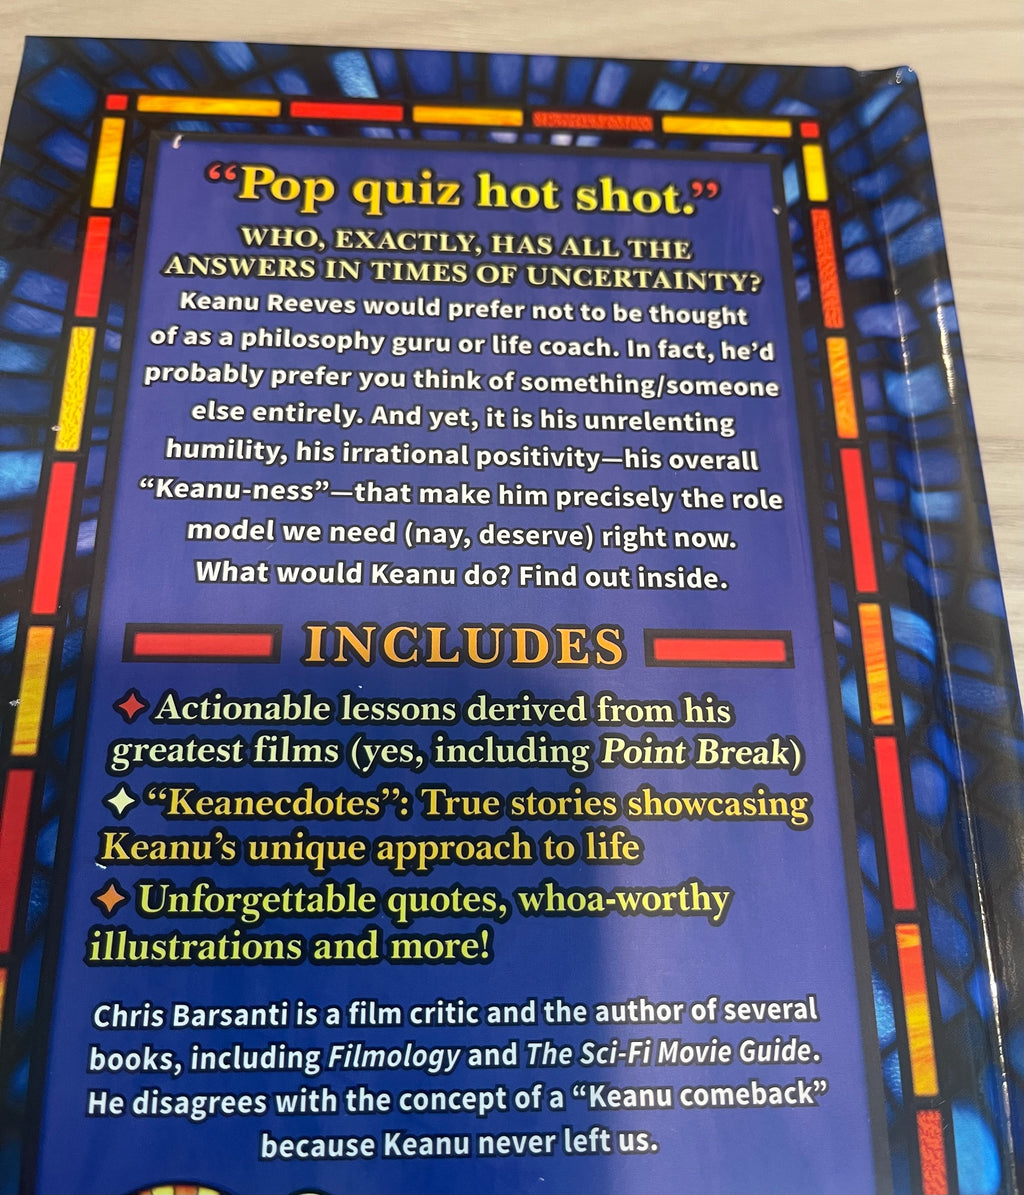 “Pop quiz hot shot.”
WHO, EXACTLY, HAS ALL THE
ANSWERS IN TIMES OF UNCERTAINTY?
Keanu Reeves would prefer not to be thought
of as a philosophy guru or life coach. In fact, he’d
probably prefer you think of something/someone
else entirely. And yet, it is his unrelenting
humility, his irrational positivity—his overall
“Keanu-ness”—that make him precisely the role
model we need (nay, deserve) right now.
What would Keanu do? Find out inside.
INCLUDES
Actionable lessons derived from his
greatest films (yes, including Point Break)
“Keanecdotes”: True stories showcasing
Keanu’s unique approach to life
Unforgettable quotes, whoa-worthy
illustrations and more!
Chris Barsanti is a film critic and the author of several
books, including Filmology and The Sci-Fi Movie Guide.
He disagrees with the concept of a “Keanu comeback”
because Keanu never left us.